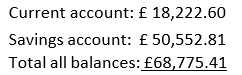 Current account: £ 18,222.60
Savings account: £ 50,552.81
Total all balances: £68,775.41